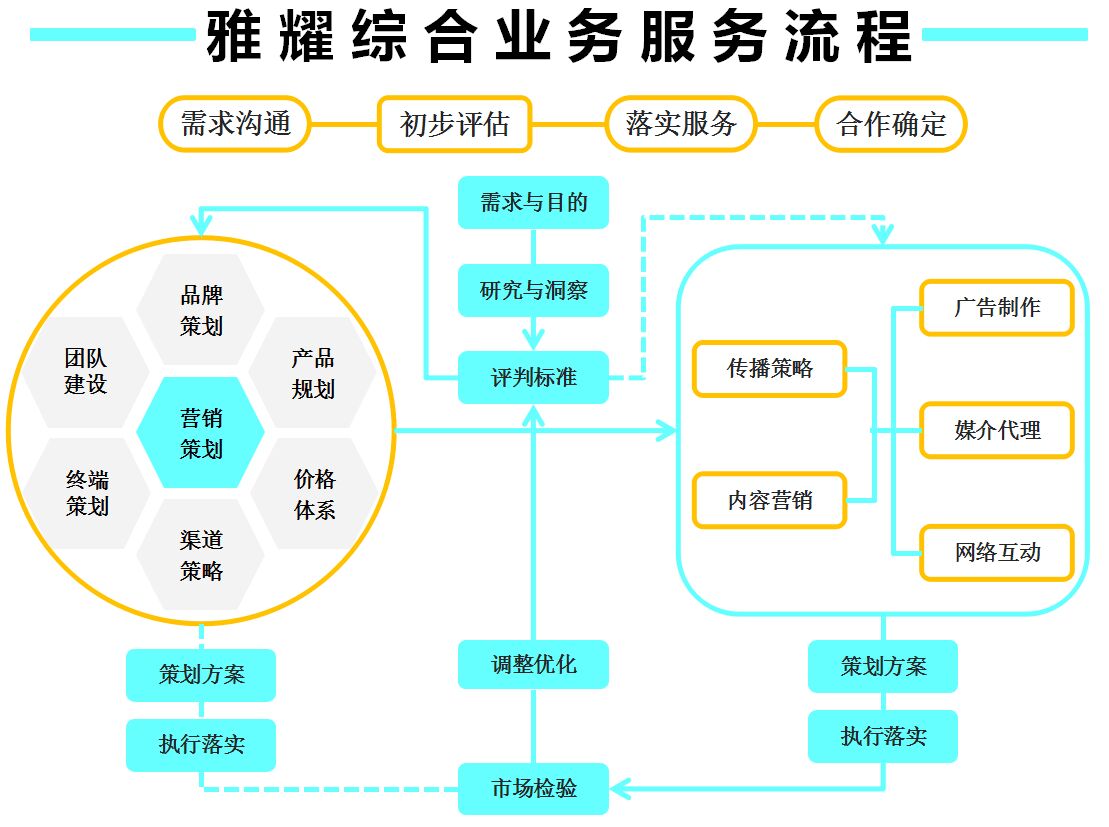 雅耀综合业务服务流程
需求沟通
初步评估
落实服务
合作确定
需求与目的
研究与洞察
评判标准
品牌
策划
团队
建设
产品
规划
营销
策划
终端
策划
价格
体系
渠道
策略
传播策略
内容营销
广告制作
媒介代理
网络互动
策划方案
执行落实
调整优化
市场检验
策划方案
执行落实